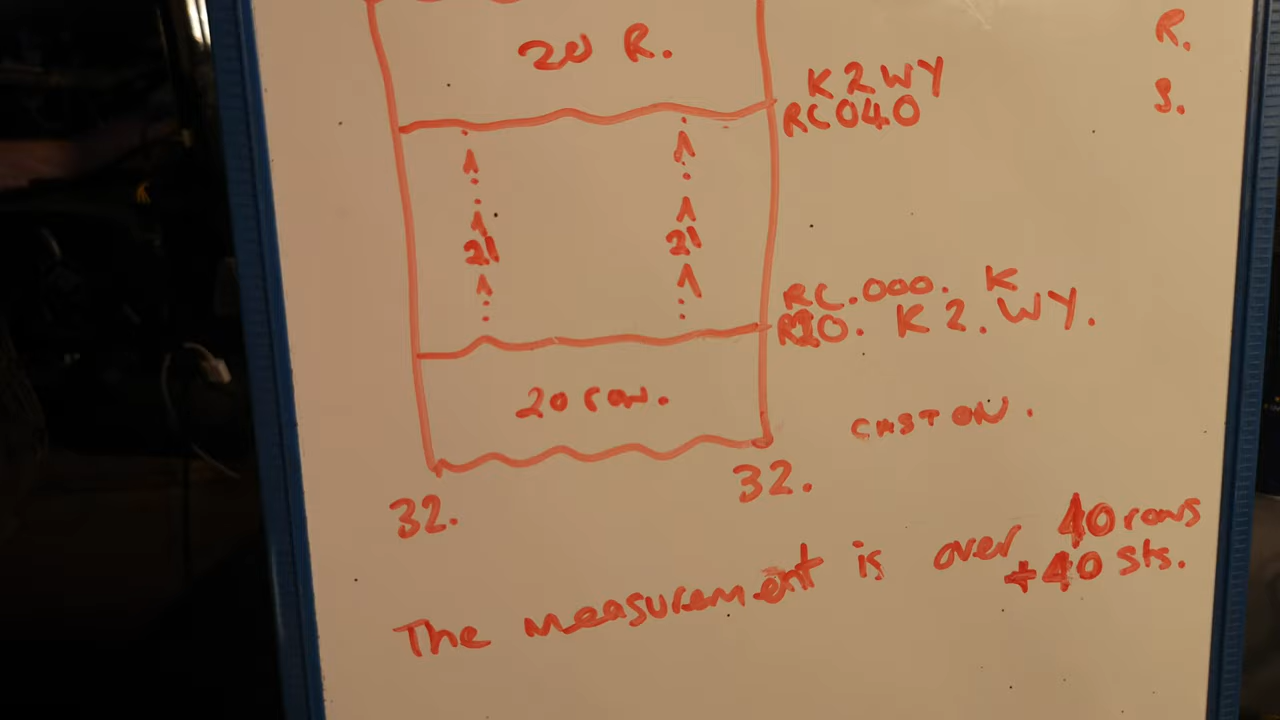 20 R.
R.
K2WY
S.
RC040
21
21
RC.000. K
R20. K2.WY.
20 row.
CASTON.
32.
32.
The measurement is over 40 rows
+40 sts.